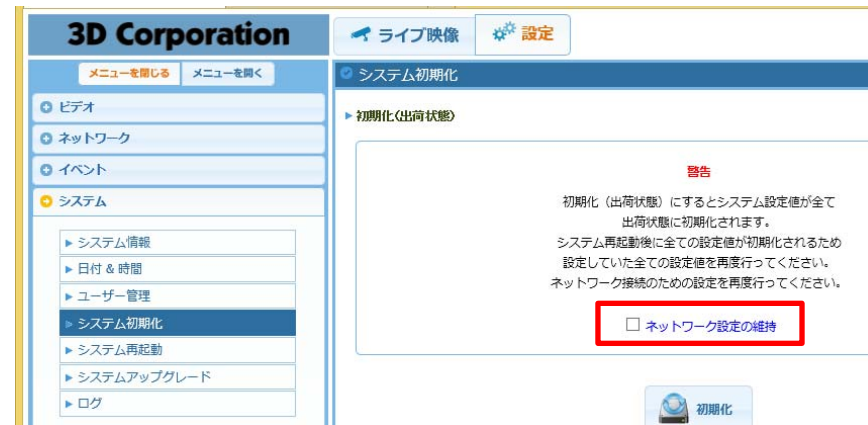 3D Corporation
ライブ映像
設定
メニューを閉じる
メニューを開く
ビデオ
ネットワーク
イベント
システム
システム情報
日付 & 時間
ユーザー管理
システム初期化
システム再起動
システムアップグレード
ログ
システム初期化
初期化(出荷状態)
警告
初期化（出荷状態）にするとシステム設定値が全て
出荷状態に初期化されます。
システム再起動後に全ての設定値が初期化されるため
設定していた全ての設定値を再度行ってください。
ネットワーク接続のための設定を再度行ってください。
ネットワーク設定の維持
初期化